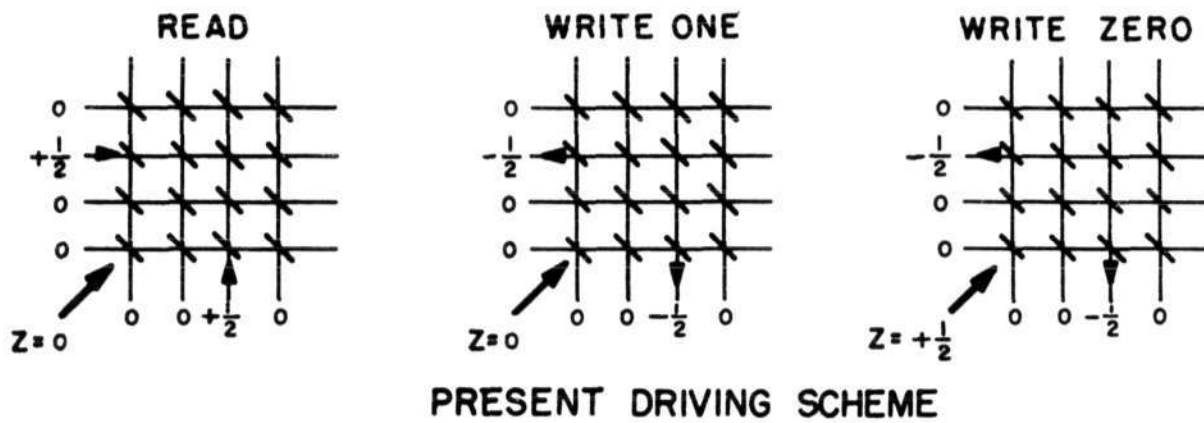 READ
0
+1/2
0
0
Z=0
0 0 +1/2 0
WRITE ONE
0
-1/2
0
0
Z=0
0 0 -1/2 0
WRITE ZERO
0
-1/2
0
0
Z=+1/2
0 0 -1/2 0
PRESENT DRIVING SCHEME